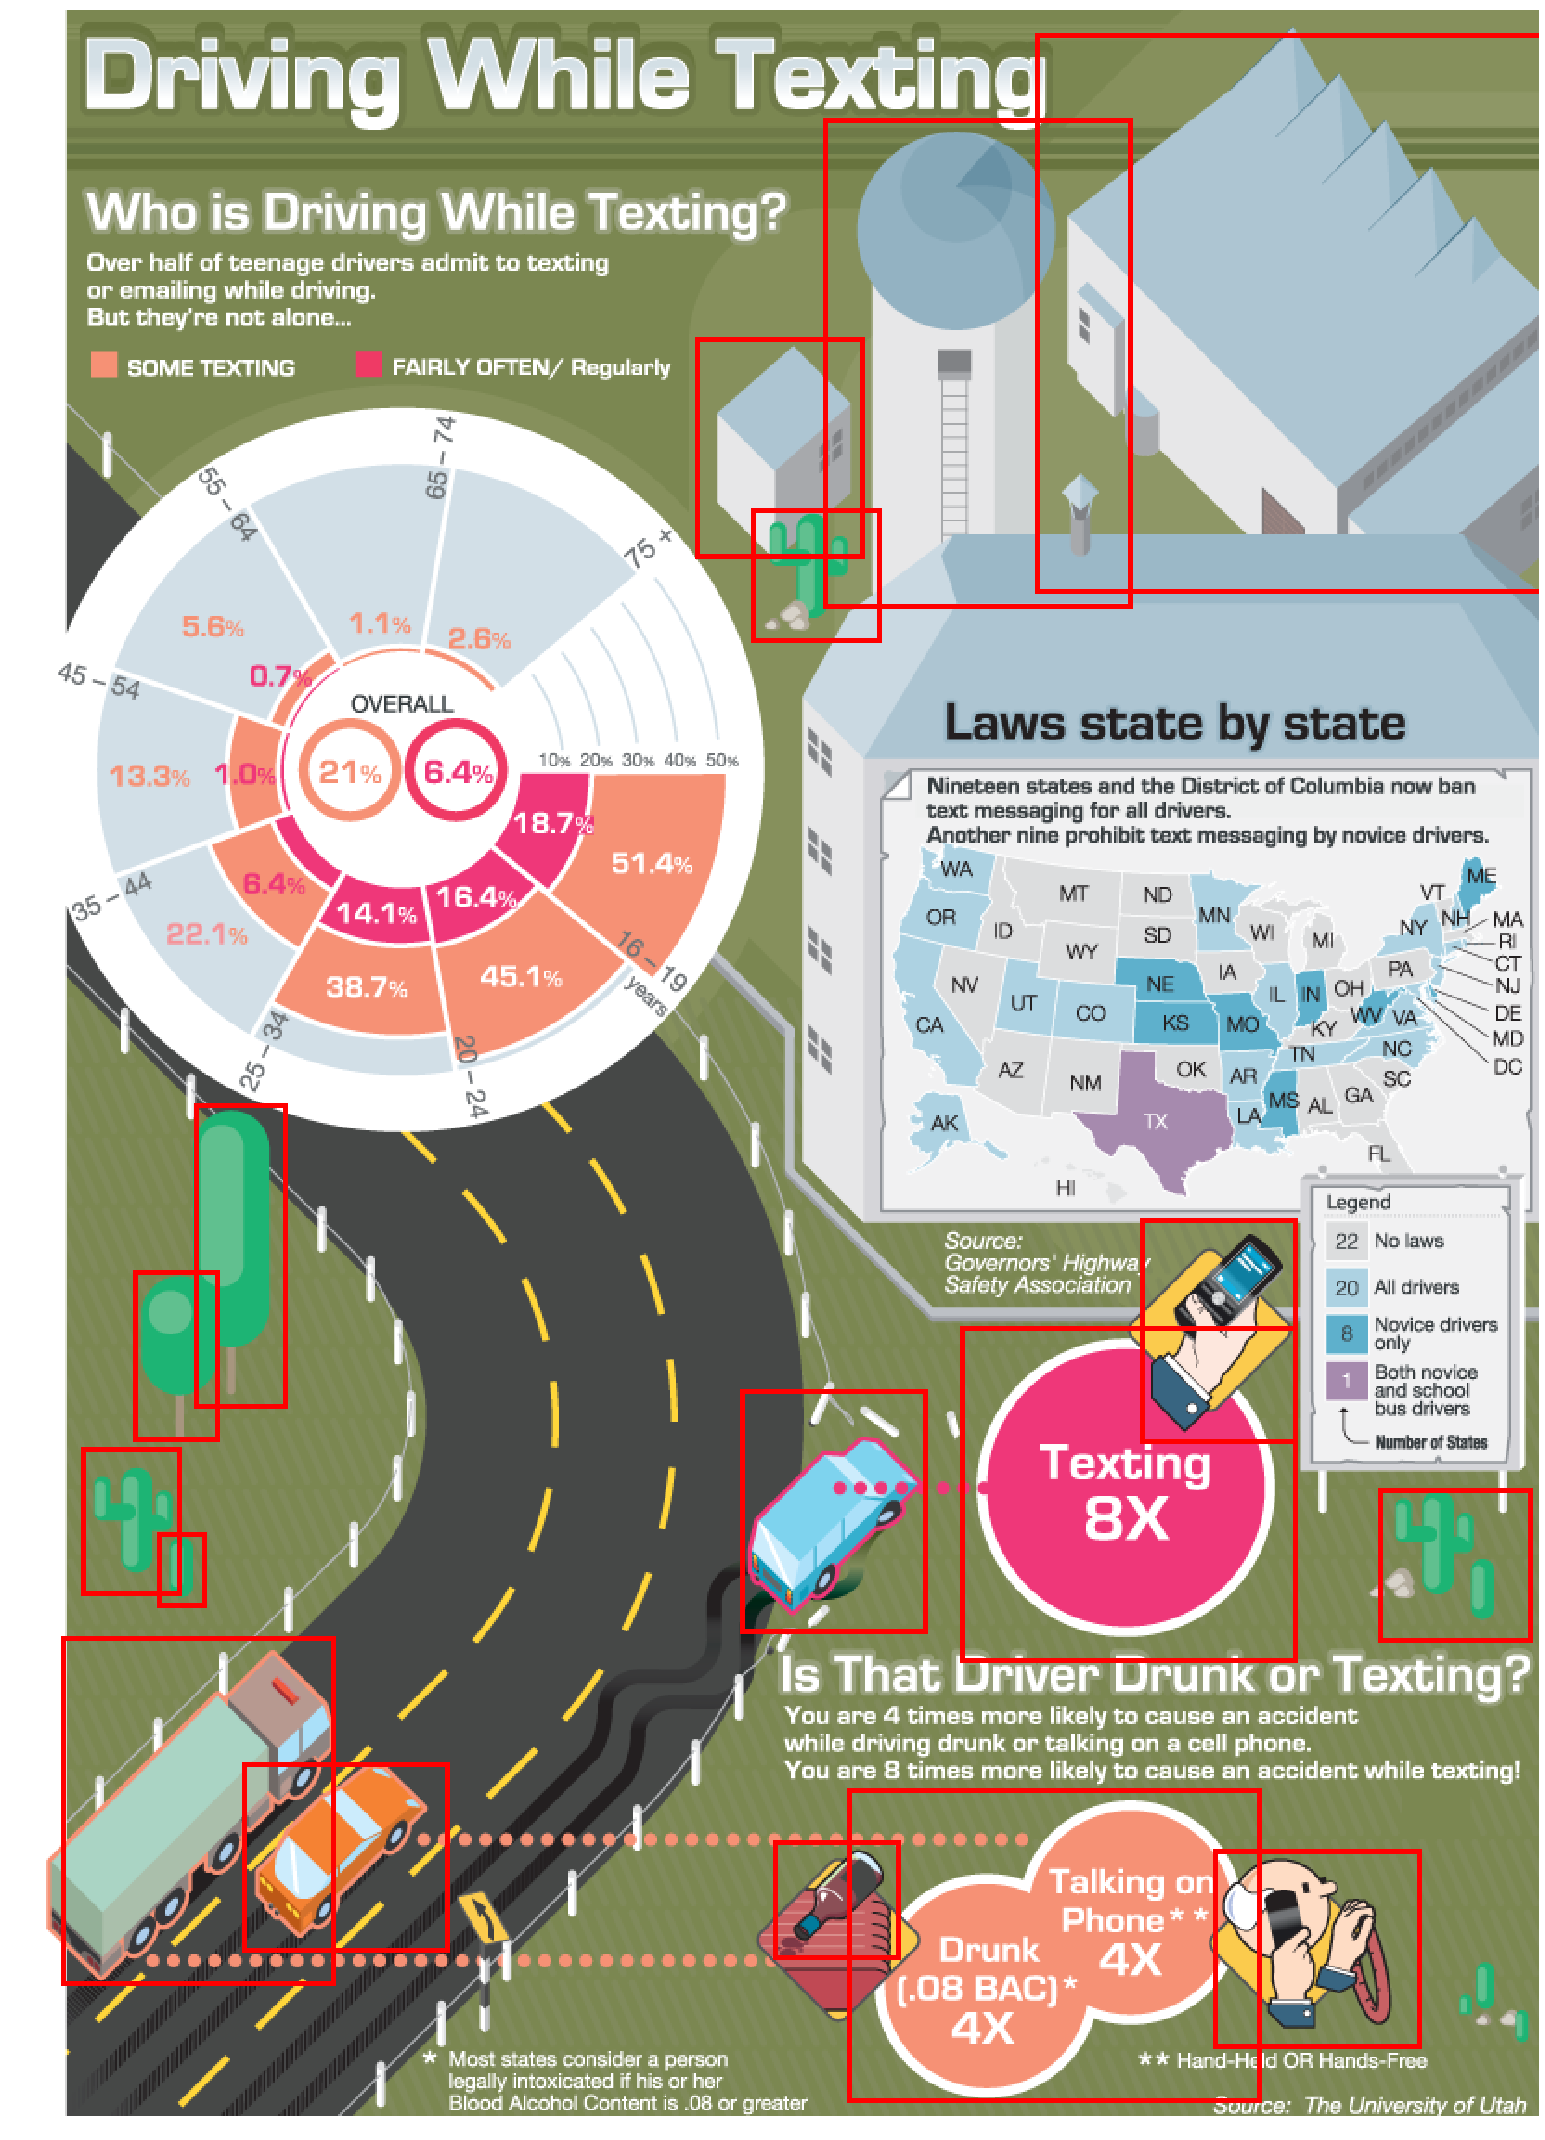 Driving While Texting
Who is Driving While Texting?
Over half of teenage drivers admit to texting
or emailing while driving.
But they're not alone...
SOME TEXTING
FAIRLY OFTEN/ Regularly
65 – 74
55 – 64
75 +
5.6%
1.1%
2.6%
0.7%
45 – 54
OVERALL
10% 20% 30% 40% 50%
13.3%
1.0%
21%
6.4%
18.7%
51.4%
6.4%
35 – 44
14.1%
16.4%
22.1%
38.7%
45.1%
16 – 19
years
25 – 34
20 – 24
Laws state by state
Nineteen states and the District of Columbia now ban
text messaging for all drivers.
Another nine prohibit text messaging by novice drivers.
WA
MT
ND
MN
VT
ME
OR
ID
SD
WI
MI
NY
NH
MA
WY
RI
NV
UT
CO
NE
IA
IL
IN
OH
PA
CT
NJ
CA
KS
MO
KY
WV
VA
DE
MD
AZ
NM
OK
AR
TN
NC
DC
SC
MS
AL
GA
AK
TX
LA
FL
HI
Legend
22 No laws
20 All drivers
8 Novice drivers
only
1 Both novice
and school
bus drivers
Number of States
Source:
Governors' Highway
Safety Association
Texting
8X
Is That Driver Drunk or Texting?
You are 4 times more likely to cause an accident
while driving drunk or talking on a cell phone.
You are 8 times more likely to cause an accident while texting!
Talking on
Phone**
4X
Drunk
(.08 BAC)*
4X
* Most states consider a person
legally intoxicated if his or her
Blood Alcohol Content is .08 or greater
** Hand-Held OR Hands-Free
Source: The University of Utah